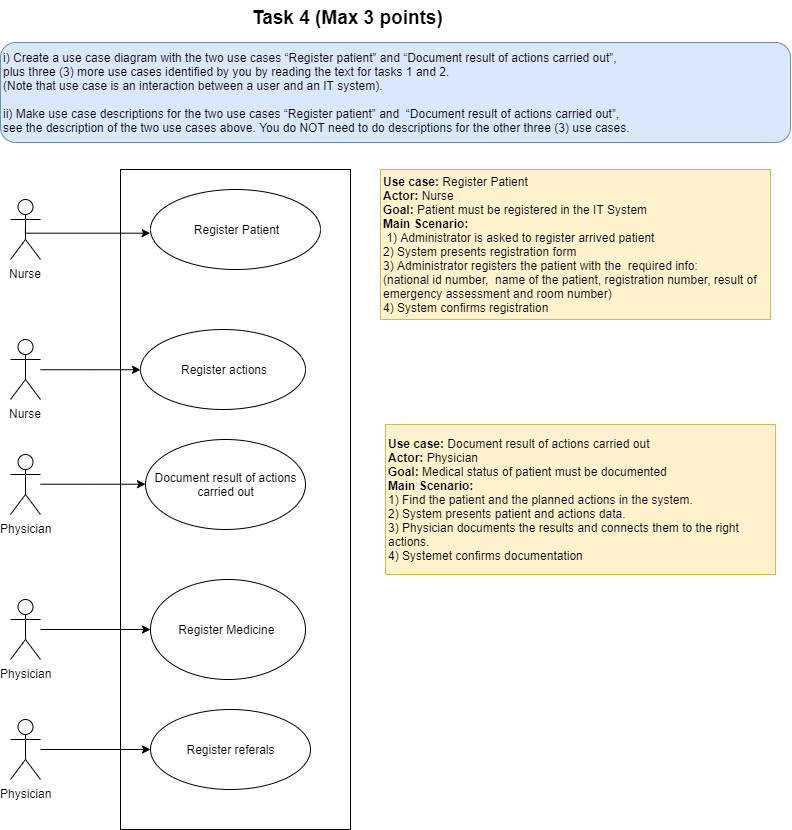 Task 4 (Max 3 points)
i) Create a use case diagram with the two use cases “Register patient” and “Document result of actions carried out”,
plus three (3) more use cases identified by you by reading the text for tasks 1 and 2.
(Note that use case is an interaction between a user and an IT system).
ii) Make use case descriptions for the two use cases “Register patient” and “Document result of actions carried out”,
see the description of the two use cases above. You do NOT need to do descriptions for the other three (3) use cases.
Nurse
Register Patient
Use case: Register Patient
Actor: Nurse
Goal: Patient must be registered in the IT System
Main Scenario:
1) Administrator is asked to register arrived patient
2) System presents registration form
3) Administrator registers the patient with the required info:
(national id number, name of the patient, registration number, result of
emergency assessment and room number)
4) System confirms registration
Nurse
Register actions
Physician
Document result of actions
carried out
Use case: Document result of actions carried out
Actor: Physician
Goal: Medical status of patient must be documented
Main Scenario:
1) Find the patient and the planned actions in the system.
2) System presents patient and actions data.
3) Physician documents the results and connects them to the right
actions.
4) Systemet confirms documentation
Physician
Register Medicine
Physician
Register referals